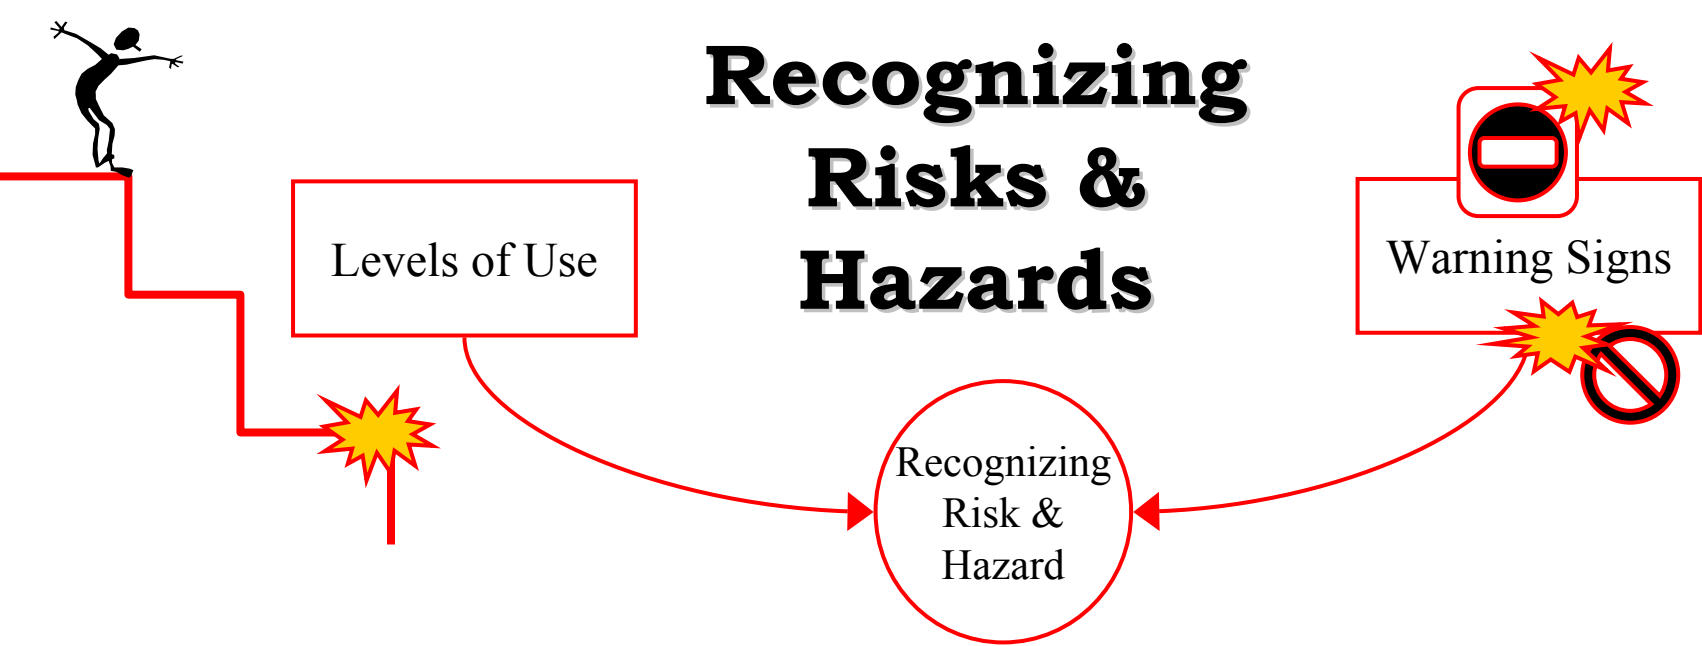 Recognizing
Risks &
Hazards
Levels of Use
Warning Signs
Recognizing
Risk &
Hazard